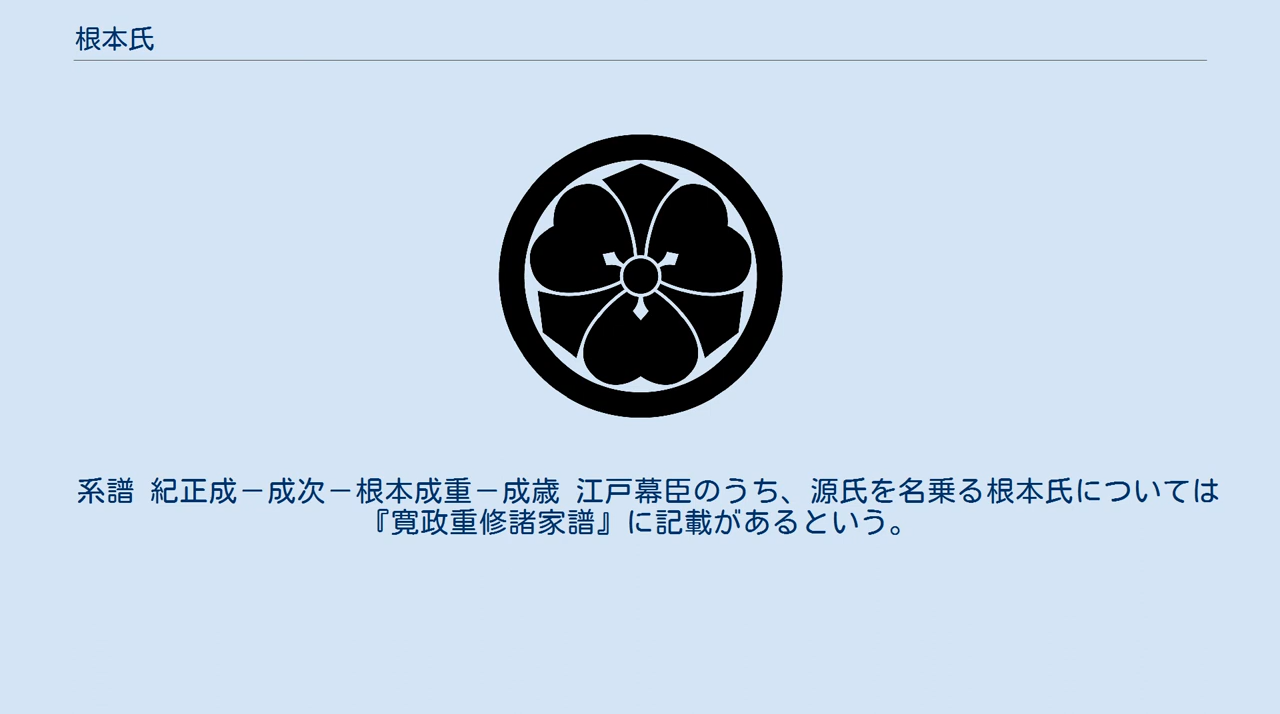 根本氏
系譜 紀正成－成次－根本成重－成歳 江戸幕臣のうち、源氏を名乗る根本氏については
『寛政重修諸家譜』に記載があるという。